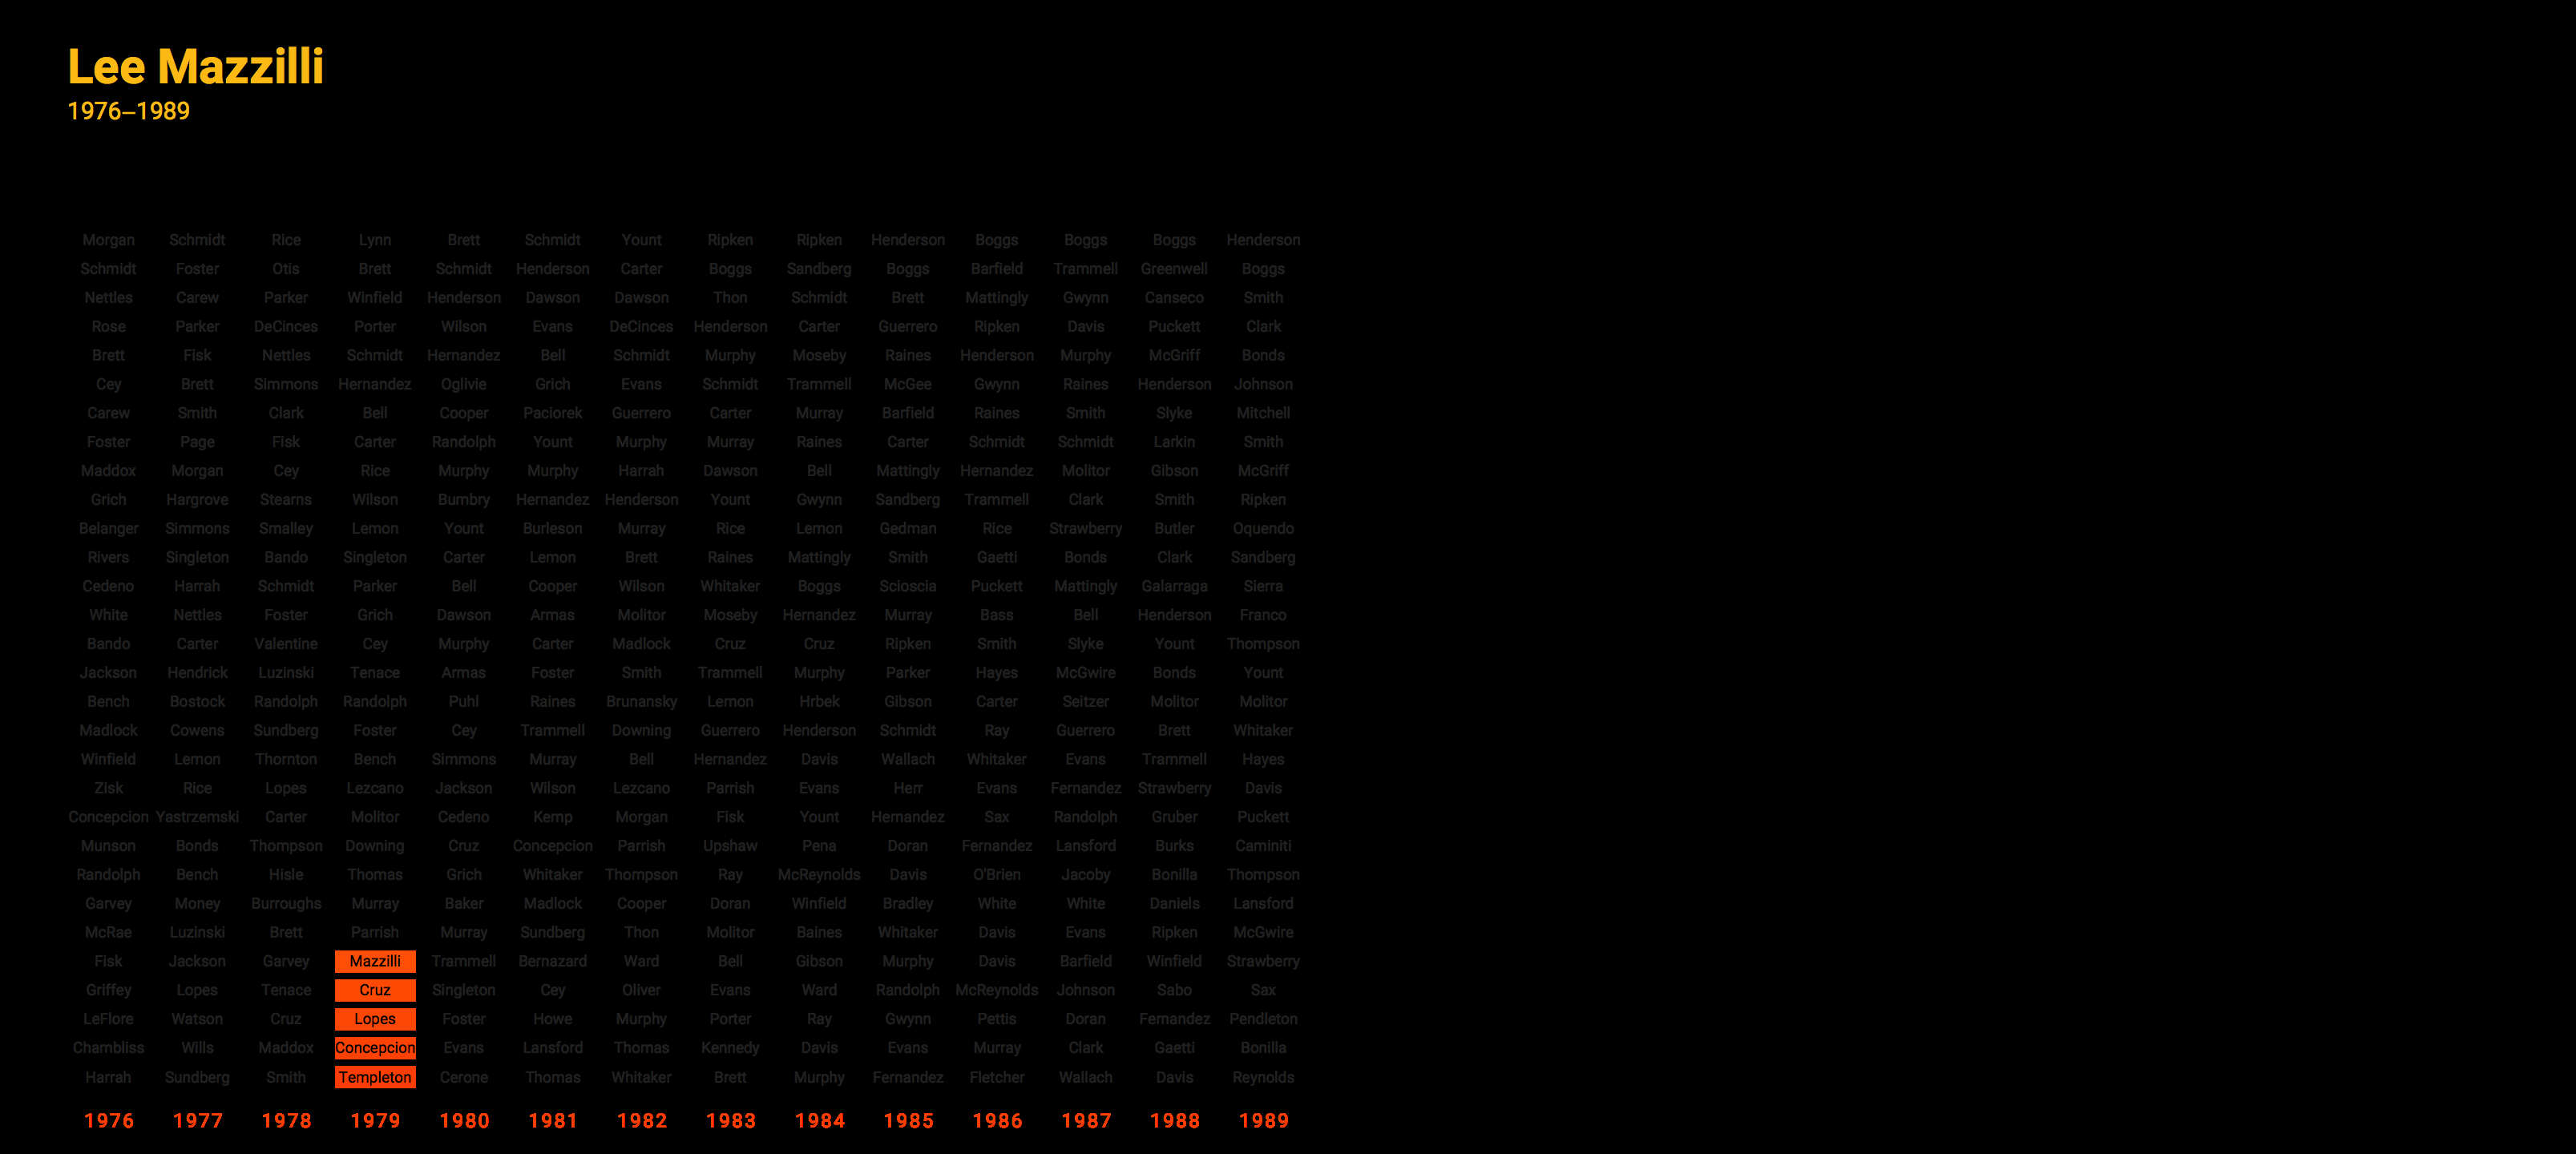 Lee Mazzilli
1976–1989
Morgan Schmidt Rice Lynn Brett Schmidt Yount Ripken Ripken Henderson Boggs Boggs Boggs Henderson
Schmidt Foster Otis Brett Schmidt Henderson Carter Boggs Sandberg Boggs Barfield Trammell Greenwell Boggs
Nettles Carew Parker Winfield Henderson Dawson Dawson Thon Schmidt Brett Mattingly Gwynn Canseco Smith
Rose Parker DeCinces Porter Wilson Evans DeCinces Henderson Carter Guerrero Ripken Davis Puckett Clark
Brett Fisk Nettles Schmidt Hernandez Bell Schmidt Murphy Moseby Raines Henderson Murphy McGriff Bonds
Cey Brett Simmons Hernandez Oglivie Grich Evans Schmidt Trammell McGee Gwynn Raines Henderson Johnson
Carew Smith Clark Bell Cooper Paciorek Guerrero Carter Murray Barfield Raines Smith Slyke Mitchell
Foster Page Fisk Carter Randolph Yount Murphy Murray Raines Carter Schmidt Schmidt Larkin Smith
Maddox Morgan Cey Rice Murphy Murphy Harrah Dawson Bell Mattingly Hernandez Molitor Gibson McGriff
Grich Hargrove Stearns Wilson Bumbry Hernandez Henderson Yount Gwynn Sandberg Trammell Clark Smith Ripken
Belanger Simmons Smalley Lemon Yount Burleson Murray Rice Lemon Gedman Rice Strawberry Butler Oquendo
Rivers Singleton Bando Singleton Carter Lemon Brett Raines Mattingly Smith Gaetti Bonds Clark Sandberg
Cedeno Harrah Schmidt Parker Bell Cooper Wilson Whitaker Boggs Scioscia Puckett Mattingly Galarraga Sierra
White Nettles Foster Grich Dawson Armas Molitor Moseby Hernandez Murray Bass Bell Henderson Franco
Bando Carter Valentine Cey Murphy Carter Madlock Cruz Cruz Ripken Smith Slyke Yount Thompson
Jackson Hendrick Luzinski Tenace Armas Foster Smith Trammell Murphy Parker Hayes McGwire Bonds Yount
Bench Bostock Randolph Randolph Puhl Raines Brunansky Lemon Hrbek Gibson Carter Seitzer Molitor Molitor
Madlock Cowens Sundberg Foster Cey Trammell Downing Guerrero Henderson Schmidt Ray Guerrero Brett Whitaker
Winfield Lemon Thornton Bench Simmons Murray Bell Hernandez Davis Wallach Whitaker Evans Trammell Hayes
Zisk Rice Lopes Lezcano Jackson Wilson Lezcano Parrish Evans Herr Evans Fernandez Strawberry Davis
Concepcion Yastrzemski Carter Molitor Cedeno Kemp Morgan Fisk Yount Hernandez Sax Randolph Gruber Puckett
Munson Bonds Thompson Downing Cruz Concepcion Parrish Upshaw Pena Doran Fernandez Lansford Burks Caminiti
Randolph Bench Hisle Thomas Grich Whitaker Thompson Ray McReynolds Davis O'Brien Jacoby Bonilla Thompson
Garvey Money Burroughs Murray Baker Madlock Cooper Doran Winfield Bradley White White Daniels Lansford
McRae Luzinski Brett Parrish Murray Sundberg Thon Molitor Baines Whitaker Davis Evans Ripken McGwire
Fisk Jackson Garvey Mazzilli Trammell Bernazard Ward Bell Gibson Murphy Davis Barfield Winfield Strawberry
Griffey Lopes Tenace Cruz Singleton Cey Oliver Evans Ward Randolph McReynolds Johnson Sabo Sax
LeFlore Watson Cruz Lopes Foster Howe Murphy Porter Ray Gwynn Pettis Doran Fernandez Pendleton
Chambliss Wills Maddox Concepcion Evans Lansford Thomas Kennedy Davis Evans Murray Clark Gaetti Bonilla
Harrah Sundberg Smith Templeton Cerone Thomas Whitaker Brett Murphy Fernandez Fletcher Wallach Davis Reynolds
1976 1977 1978 1979 1980 1981 1982 1983 1984 1985 1986 1987 1988 1989